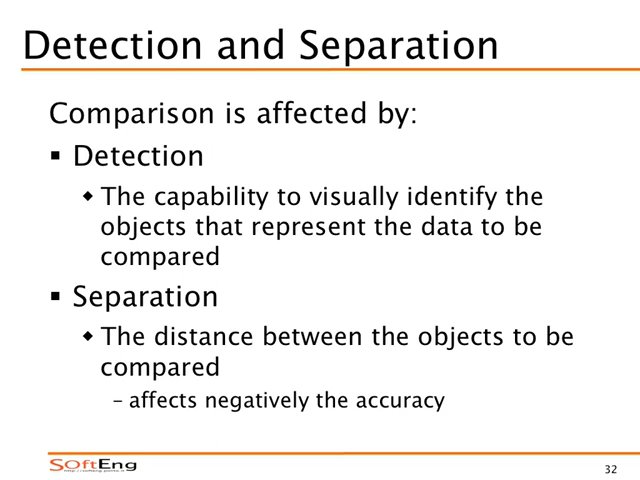 Detection and Separation
Comparison is affected by:
▪ Detection
◆ The capability to visually identify the
objects that represent the data to be
compared
▪ Separation
◆ The distance between the objects to be
compared
– affects negatively the accuracy
SOftEng
32